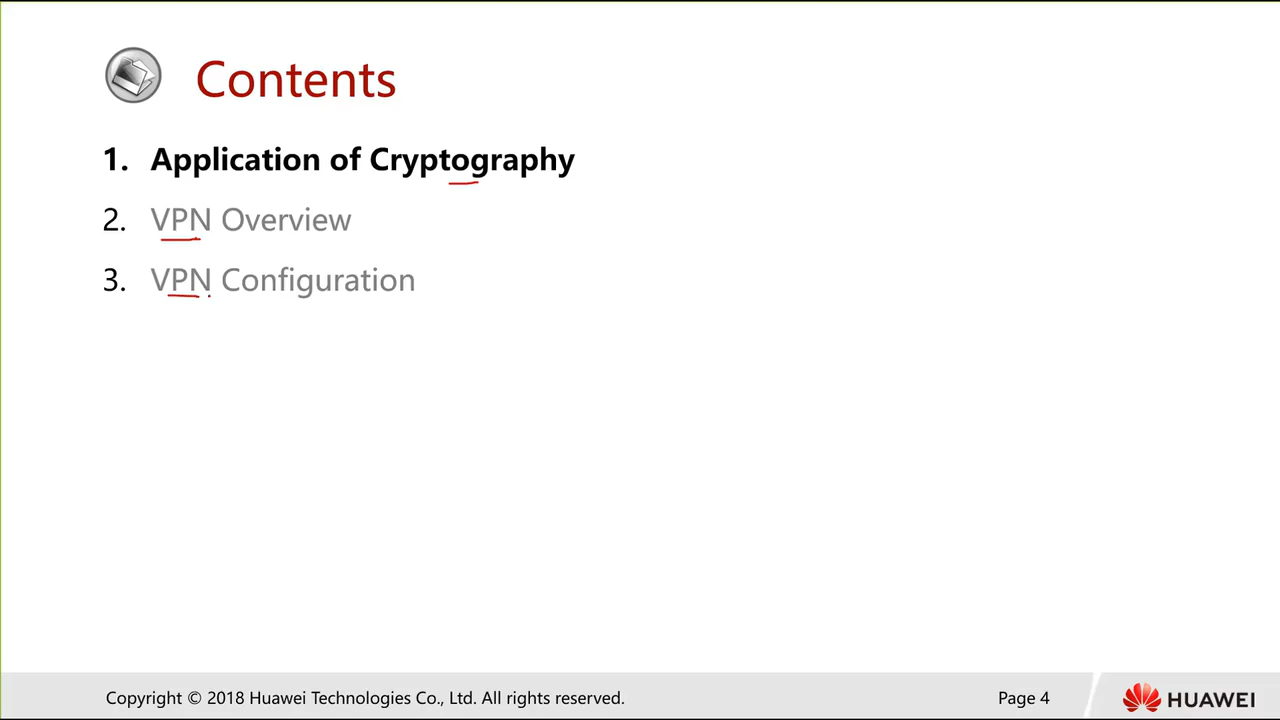 Contents
1. Application of Cryptography
2. VPN Overview
3. VPN Configuration
Copyright © 2018 Huawei Technologies Co., Ltd. All rights reserved.
Page 4
HUAWEI